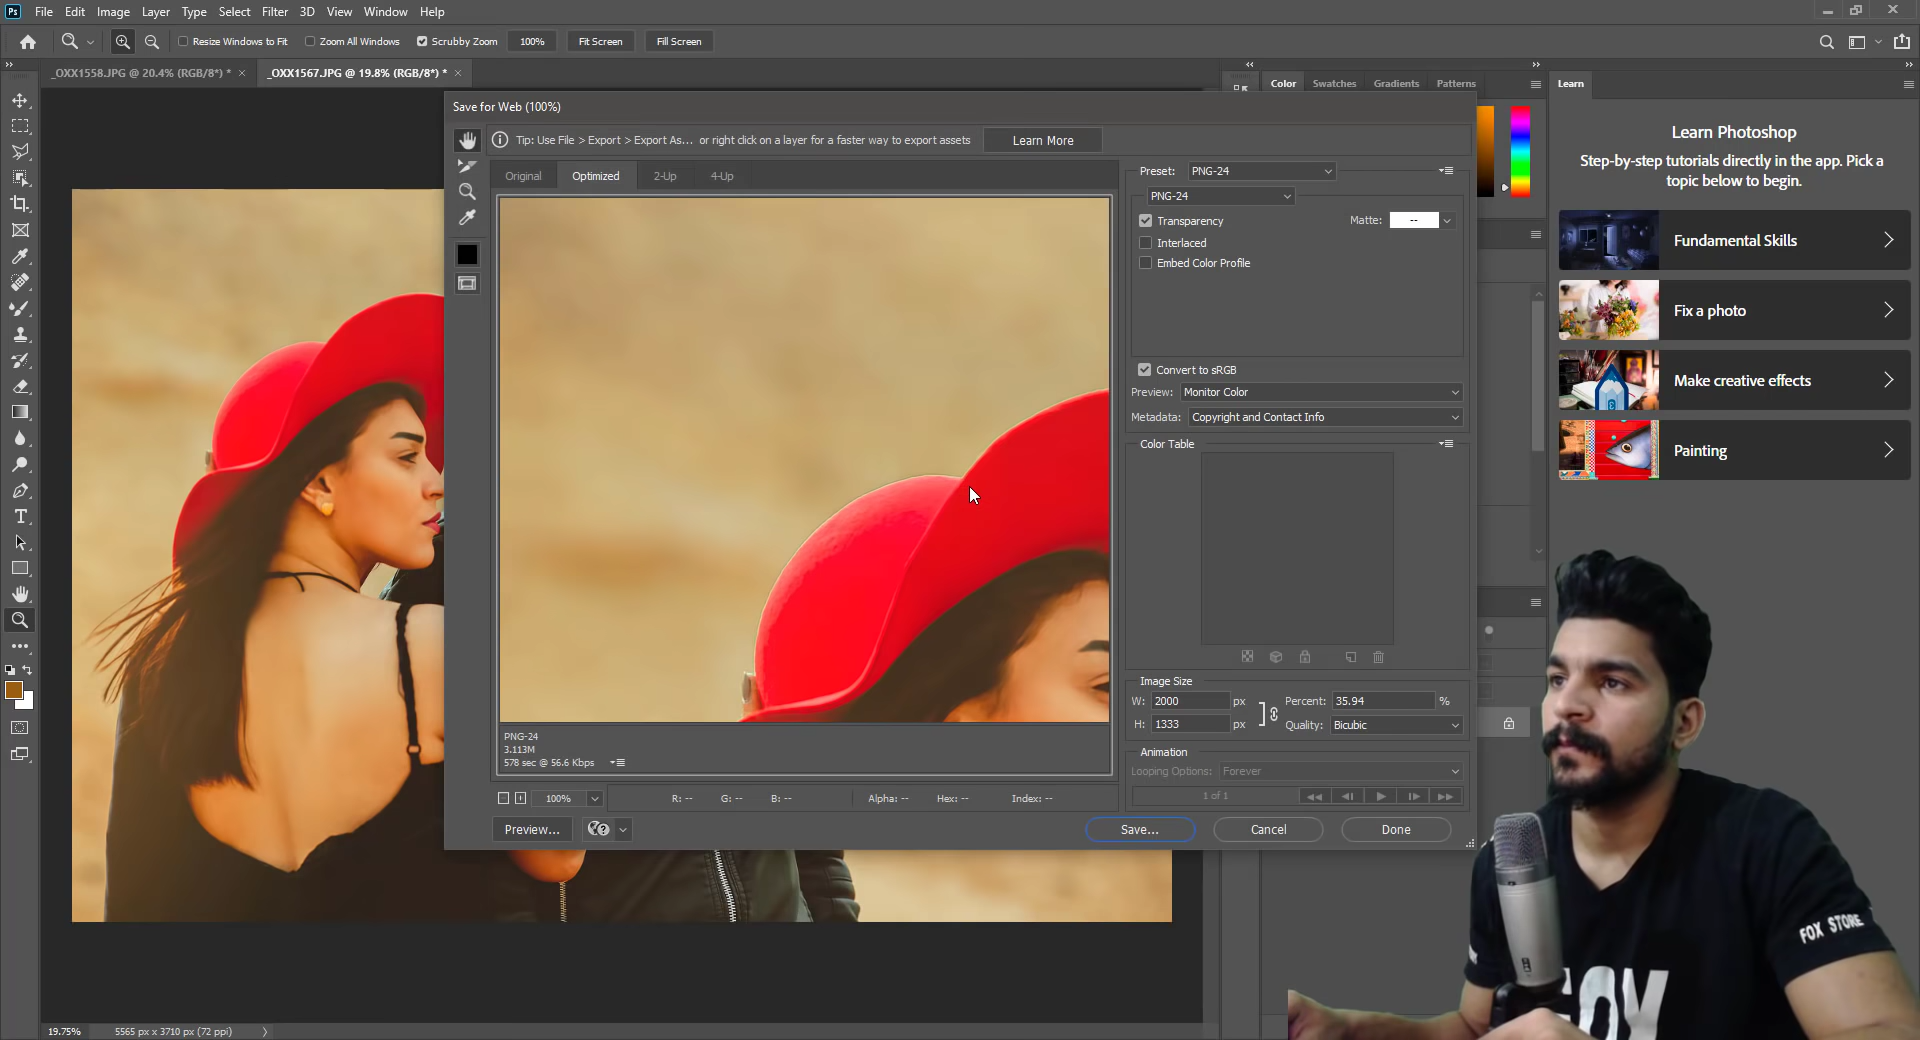 Ps File Edit Image Layer Type Select Filter 3D View Window Help
Resize Windows to Fit Zoom All Windows Scrubby Zoom 100% Fit Screen Fill Screen
_OXX1558.JPG @ 20.4% (RGB/8*) * × _OXX1567.JPG @ 19.8% (RGB/8*) * ×
Color Swatches Gradients Patterns
Learn
Save for Web (100%)
Tip: Use File > Export > Export As... or right click on a layer for a faster way to export assets
Learn More
Original Optimized 2-Up 4-Up
Preset: PNG-24
PNG-24
Transparency Matte: --
Interlaced
Embed Color Profile
Convert to sRGB
Preview: Monitor Color
Metadata: Copyright and Contact Info
Color Table
Image Size
W: 2000 px Percent: 35.94 %
H: 1333 px Quality: Bicubic
Animation
Looping Options: Forever
1 of 1
PNG-24
3.113M
578 sec @ 56.6 Kbps
100% R: -- G: -- B: -- Alpha: -- Hex: -- Index: --
Preview... Save... Cancel Done
Learn Photoshop
Step-by-step tutorials directly in the app. Pick a
topic below to begin.
Fundamental Skills
Fix a photo
Make creative effects
Painting
FOX STORE
FOX
19.75% 5565 px x 3710 px (72 ppi)